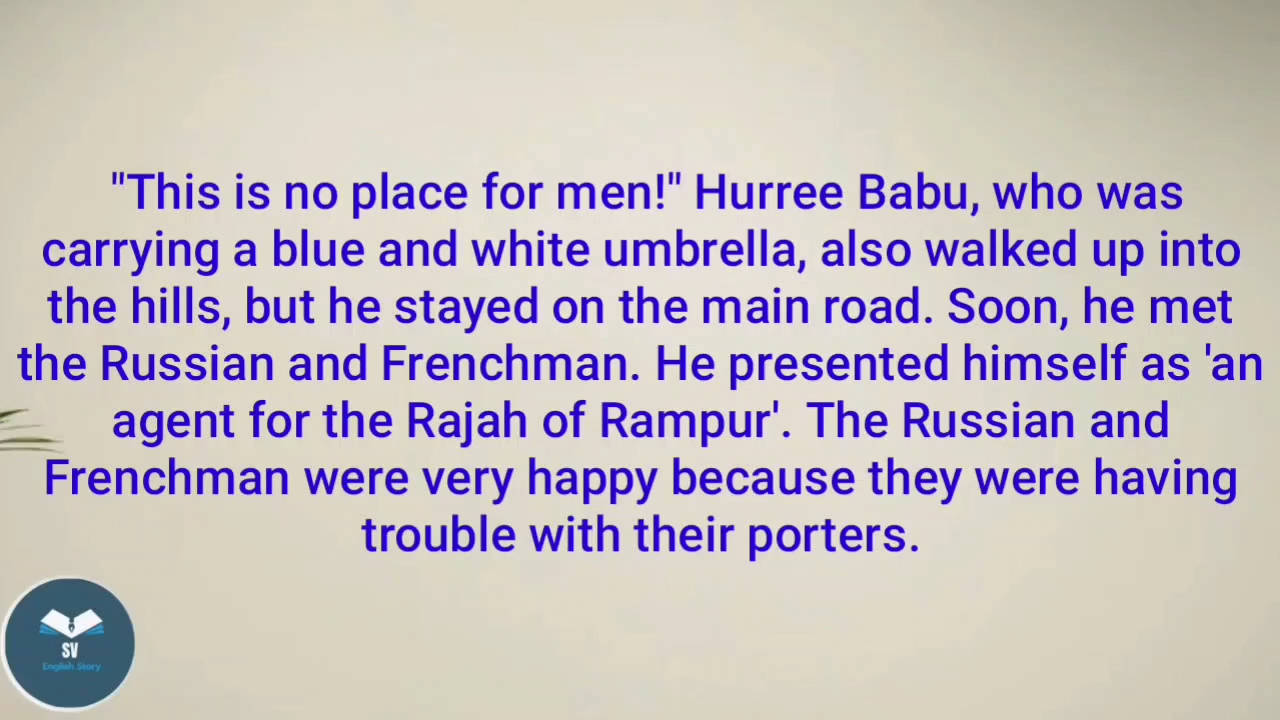 "This is no place for men!" Hurree Babu, who was
carrying a blue and white umbrella, also walked up into
the hills, but he stayed on the main road. Soon, he met
the Russian and Frenchman. He presented himself as 'an
agent for the Rajah of Rampur'. The Russian and
Frenchman were very happy because they were having
trouble with their porters.
SV
English Story